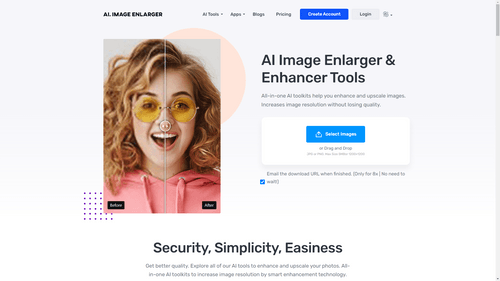 AI. IMAGE ENLARGER
AI Tools
Apps
Blogs
Pricing
Create Account
Login
AI Image Enlarger &
Enhancer Tools
All-in-one AI toolkits help you enhance and upscale images.
Increases image resolution without losing quality.
Select Images
or Drag and Drop
Email the download URL when finished. (Only for 8x | No need to
wait!)
Before
After
Security, Simplicity, Easiness
Get better quality. Explore all of our AI tools to enhance and upscale your photos. All-
in-one AI toolkits to increase image resolution by smart enhancement technology.